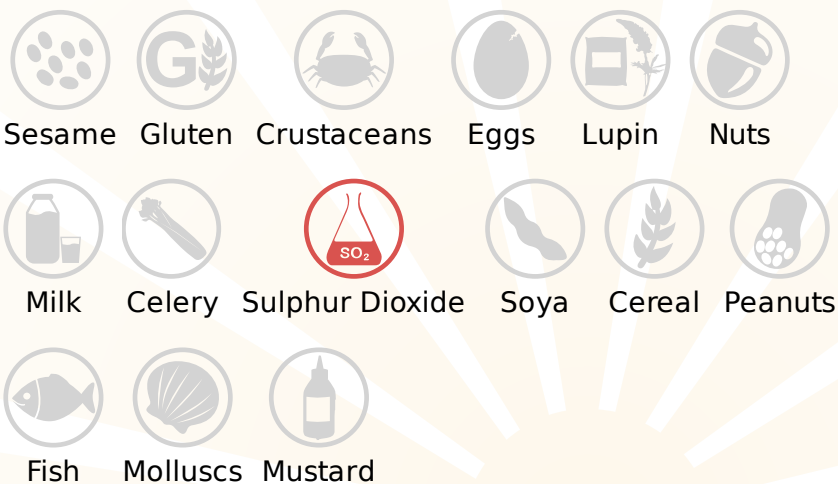 G
Sesame Gluten Crustaceans Eggs Lupin Nuts
SO₂
Milk Celery Sulphur Dioxide Soya Cereal Peanuts
Fish Molluscs Mustard